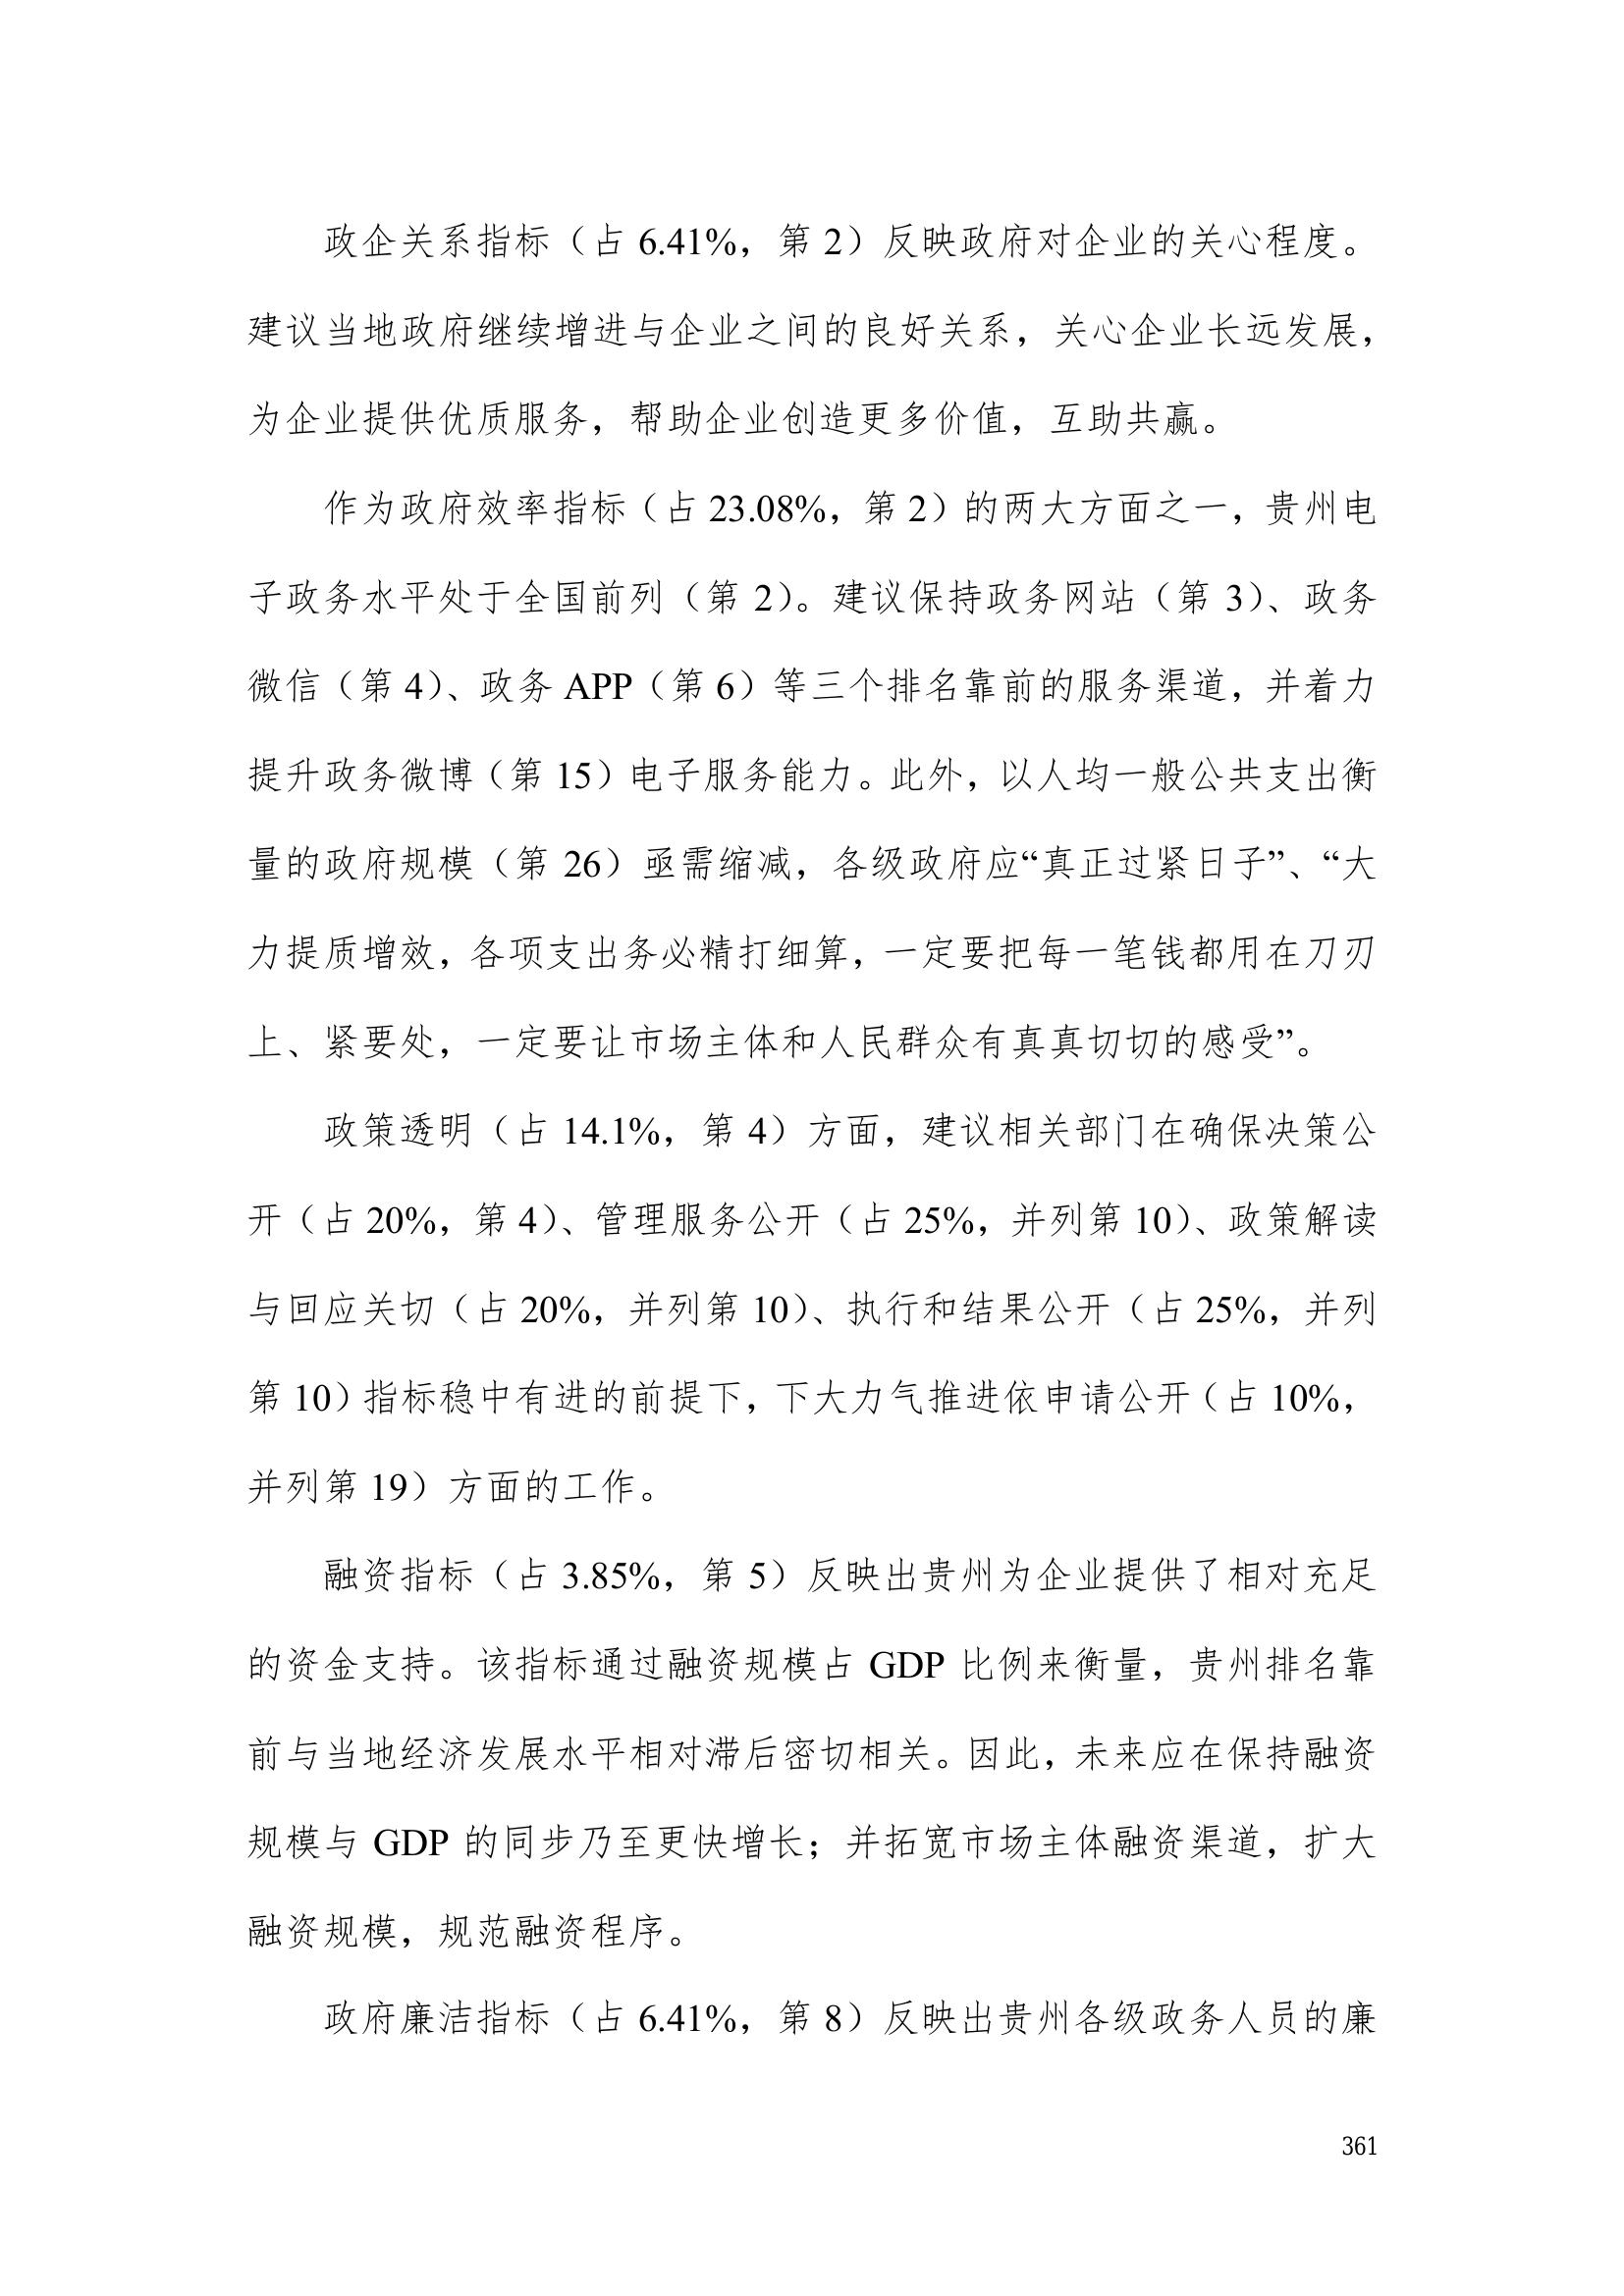 政企关系指标（占 6.41%，第 2）反映政府对企业的关心程度。
建议当地政府继续增进与企业之间的良好关系，关心企业长远发展，
为企业提供优质服务，帮助企业创造更多价值，互助共赢。
作为政府效率指标（占 23.08%，第 2）的两大方面之一，贵州电
子政务水平处于全国前列（第 2）。建议保持政务网站（第 3）、政务
微信（第 4）、政务 APP（第 6）等三个排名靠前的服务渠道，并着力
提升政务微博（第 15）电子服务能力。此外，以人均一般公共支出衡
量的政府规模（第 26）亟需缩减，各级政府应“真正过紧日子”、“大
力提质增效，各项支出务必精打细算，一定要把每一笔钱都用在刀刃
上、紧要处，一定要让市场主体和人民群众有真真切切的感受”。
政策透明（占 14.1%，第 4）方面，建议相关部门在确保决策公
开（占 20%，第 4）、管理服务公开（占 25%，并列第 10）、政策解读
与回应关切（占 20%，并列第 10）、执行和结果公开（占 25%，并列
第 10）指标稳中有进的前提下，下大力气推进依申请公开（占 10%，
并列第 19）方面的工作。
融资指标（占 3.85%，第 5）反映出贵州为企业提供了相对充足
的资金支持。该指标通过融资规模占 GDP 比例来衡量，贵州排名靠
前与当地经济发展水平相对滞后密切相关。因此，未来应在保持融资
规模与 GDP 的同步乃至更快增长；并拓宽市场主体融资渠道，扩大
融资规模，规范融资程序。
政府廉洁指标（占 6.41%，第 8）反映出贵州各级政务人员的廉
361